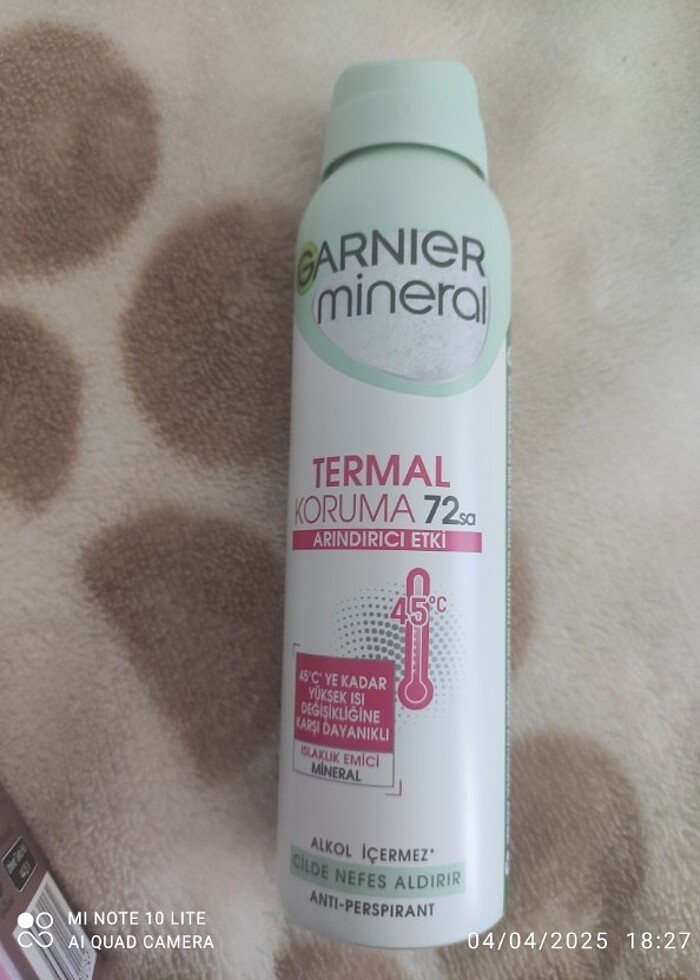 GARNIER
mineral
TERMAL
KORUMA 72sa
ARINDIRICI ETKİ
45°C
45°C' YE KADAR
YÜKSEK ISI
DEĞİŞİKLİĞİNE
KARŞI DAYANIKLI
ISLAKLIK EMİCİ
MİNERAL
ALKOL İÇERMEZ*
CİLDE NEFES ALDIRIR
ANTI-PERSPIRANT
MI NOTE 10 LITE
AI QUAD CAMERA
04/04/2025 18:27